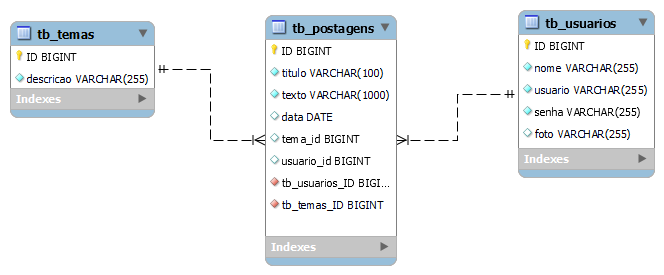 tb_temas
ID BIGINT
descricao VARCHAR(255)
Indexes
tb_postagens
ID BIGINT
titulo VARCHAR(100)
texto VARCHAR(1000)
data DATE
tema_id BIGINT
usuario_id BIGINT
tb_usuarios_ID BIGI...
tb_temas_ID BIGINT
Indexes
tb_usuarios
ID BIGINT
nome VARCHAR(255)
usuario VARCHAR(255)
senha VARCHAR(255)
foto VARCHAR(255)
Indexes